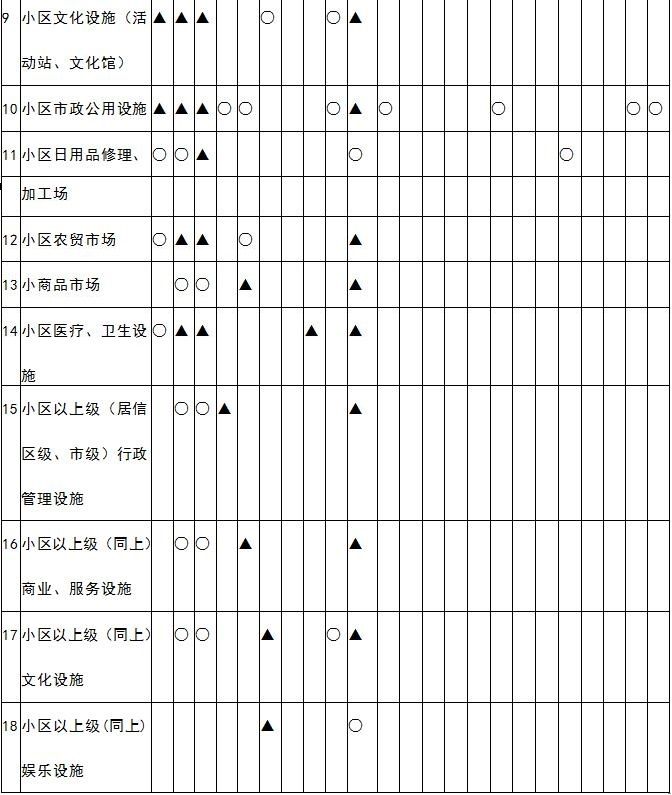 9 小区文化设施（活 ▲ ▲ ▲ ○ ○ ▲
动站、文化馆）
10 小区市政公用设施 ▲ ▲ ▲ ○ ○ ○ ▲ ○ ○ ○ ○
11 小区日用品修理、 ○ ○ ▲ ○ ○
加工场
12 小区农贸市场 ○ ▲ ▲ ○ ▲
13 小商品市场 ○ ○ ▲ ▲
14 小区医疗、卫生设 ○ ▲ ▲ ▲ ▲
施
15 小区以上级（居信 ○ ○ ▲ ▲
区级、市级）行政
管理设施
16 小区以上级（同上） ○ ○ ▲ ▲
商业、服务设施
17 小区以上级（同上） ○ ○ ▲ ○ ▲
文化设施
18 小区以上级(同上) ▲ ○
娱乐设施